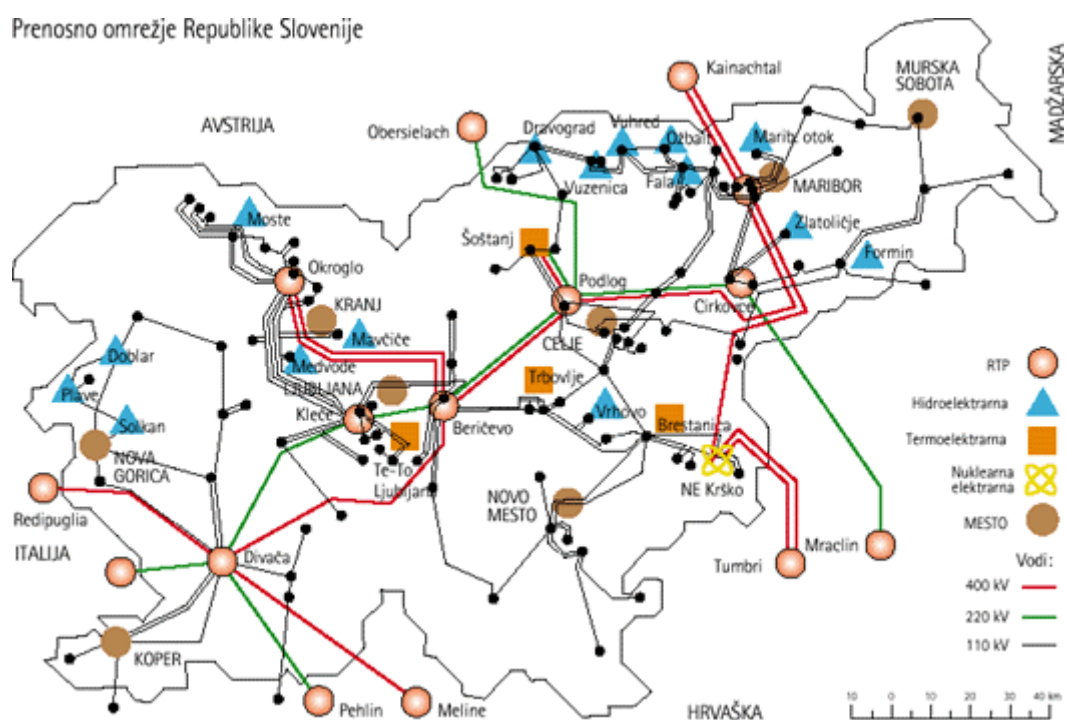 Prenosno omrežje Republike Slovenije
Kainachtal
MURSKA
SOBOTA
MADŽARSKA
AVSTRIJA
Obersielach
Dravograd
Vuhred
Ožbalt
Marib. otok
Vuzenica
Fala
MARIBOR
Moste
Šoštanj
Zlatoličje
Formin
Okroglo
Podlog
Cirkovce
KRANJ
CELJE
Mavčiče
Doblar
Medvode
RTP
LJUBLJANA
Trbovlje
Plave
Hidroelektrarna
Solkan
Kleče
Beričevo
Vrhovo
Brestanica
Termoelektrarna
NOVA
GORICA
Te-To
Ljubljana
NE Krško
Nuklearna
elektrarna
NOVO
MESTO
MESTO
Redipuglia
ITALIJA
Divača
Tumbri
Mraclin
Vodi:
400 kV
220 kV
110 kV
KOPER
Pehlin
Meline
HRVAŠKA
10 0 10 20 30 40 km